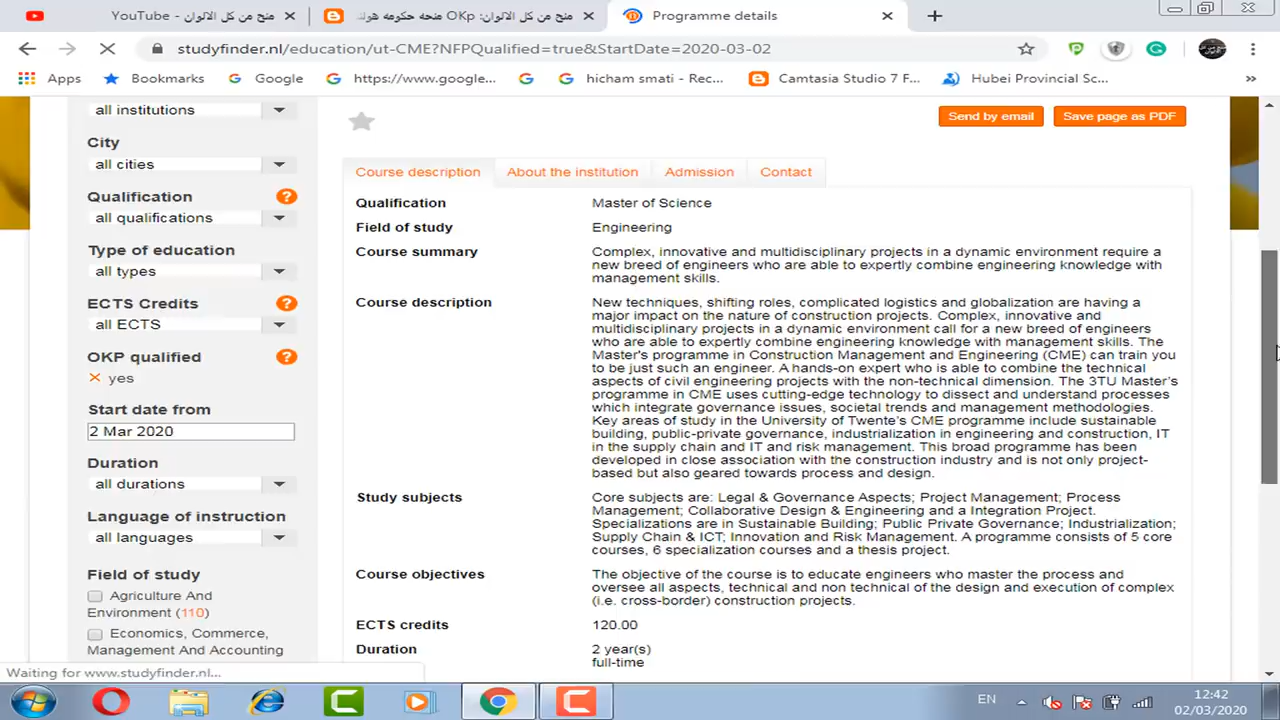 منح من كل الالوان - YouTube
منح من كل الالوان: OKp منحه حكومه هولند
Programme details
studyfinder.nl/education/ut-CME?NFPQualified=true&StartDate=2020-03-02
Apps Bookmarks Google https://www.google... hicham smati - Rec... Camtasia Studio 7 F... Hubei Provincial Sc... »
all institutions
City
all cities
Qualification ?
all qualifications
Type of education
all types
ECTS Credits ?
all ECTS
OKP qualified ?
yes
Start date from
2 Mar 2020
Duration
all durations
Language of instruction
all languages
Field of study
Agriculture And
Environment (110)
Economics, Commerce,
Management And Accounting
Send by email Save page as PDF
Course description About the institution Admission Contact
Qualification Master of Science
Field of study Engineering
Course summary Complex, innovative and multidisciplinary projects in a dynamic environment require a
new breed of engineers who are able to expertly combine engineering knowledge with
management skills.
Course description New techniques, shifting roles, complicated logistics and globalization are having a
major impact on the nature of construction projects. Complex, innovative and
multidisciplinary projects in a dynamic environment call for a new breed of engineers
who are able to expertly combine engineering knowledge with management skills. The
Master's programme in Construction Management and Engineering (CME) can train you
to be just such an engineer. A hands-on expert who is able to combine the technical
aspects of civil engineering projects with the non-technical dimension. The 3TU Master's
programme in CME uses cutting-edge technology to dissect and understand processes
which integrate governance issues, societal trends and management methodologies.
Key areas of study in the University of Twente's CME programme include sustainable
building, public-private governance, industrialization in engineering and construction, IT
in the supply chain and IT and risk management. This broad programme has been
developed in close association with the construction industry and is not only project-
based but also geared towards process and design.
Study subjects Core subjects are: Legal & Governance Aspects; Project Management; Process
Management; Collaborative Design & Engineering and a Integration Project.
Specializations are in Sustainable Building; Public Private Governance; Industrialization;
Supply Chain & ICT; Innovation and Risk Management. A programme consists of 5 core
courses, 6 specialization courses and a thesis project.
Course objectives The objective of the course is to educate engineers who master the process and
oversee all aspects, technical and non technical of the design and execution of complex
(i.e. cross-border) construction projects.
ECTS credits 120.00
Duration 2 year(s)
full-time
Waiting for www.studyfinder.nl...
EN
12:42
02/03/2020